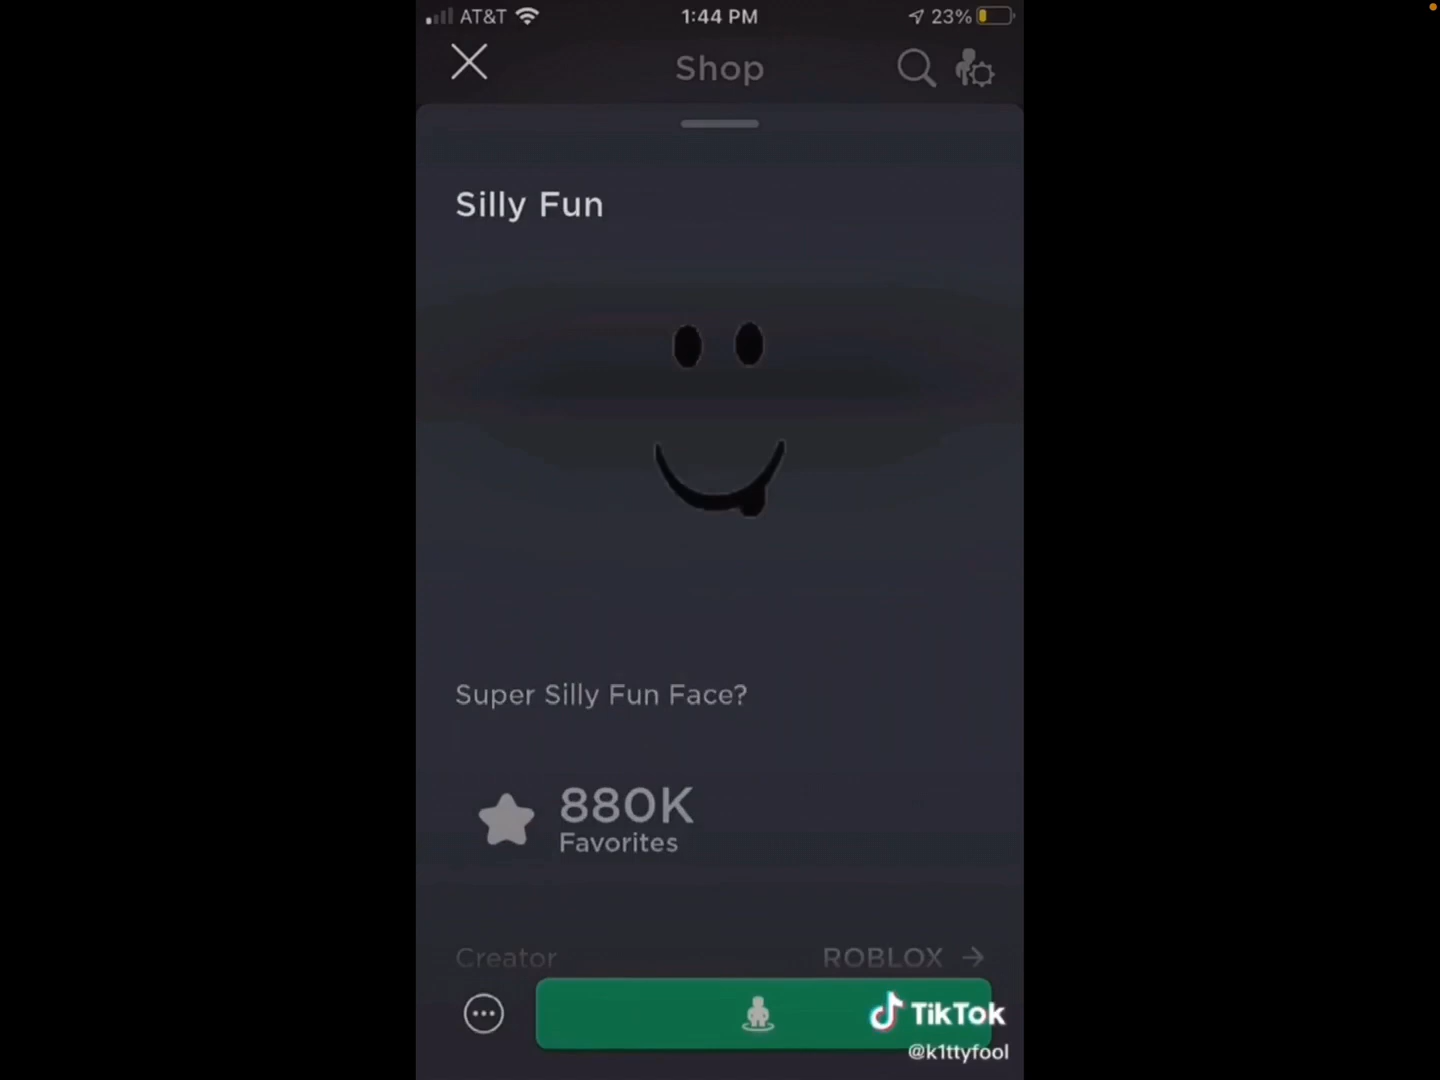 AT&T 1:44 PM 23%
Shop
Silly Fun
Super Silly Fun Face?
880K
Favorites
Creator ROBLOX →
TikTok
@k1ttyfool